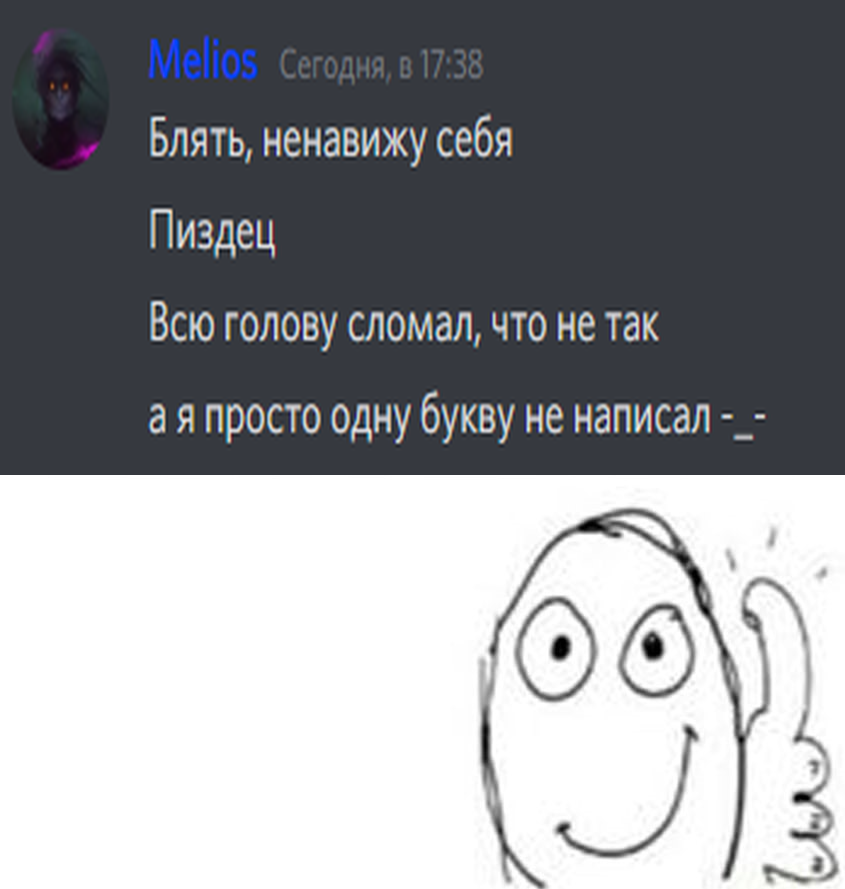 Melios Сегодня, в 17:38
Блять, ненавижу себя
Пиздец
Всю голову сломал, что не так
а я просто одну букву не написал -_-